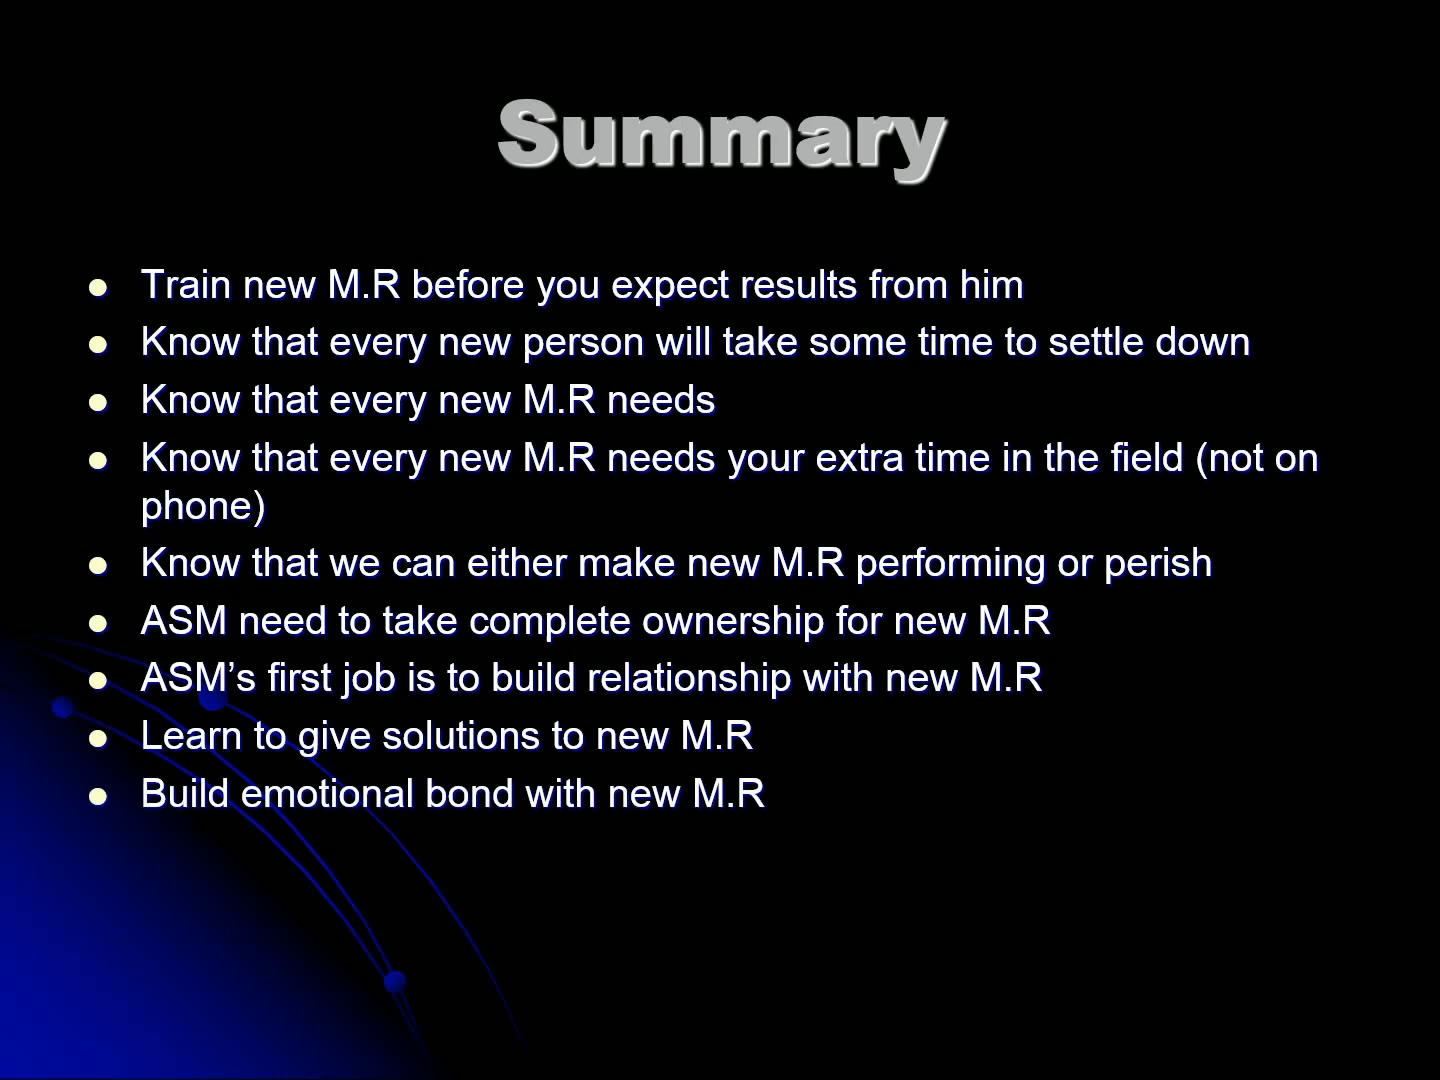 Summary
Train new M.R before you expect results from him
Know that every new person will take some time to settle down
Know that every new M.R needs
Know that every new M.R needs your extra time in the field (not on
phone)
Know that we can either make new M.R performing or perish
ASM need to take complete ownership for new M.R
ASM’s first job is to build relationship with new M.R
Learn to give solutions to new M.R
Build emotional bond with new M.R